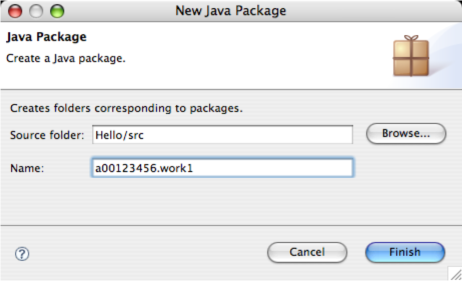 New Java Package
Java Package
Create a Java package.
Creates folders corresponding to packages.
Source folder: Hello/src Browse...
Name: a00123456.work1
? Cancel Finish